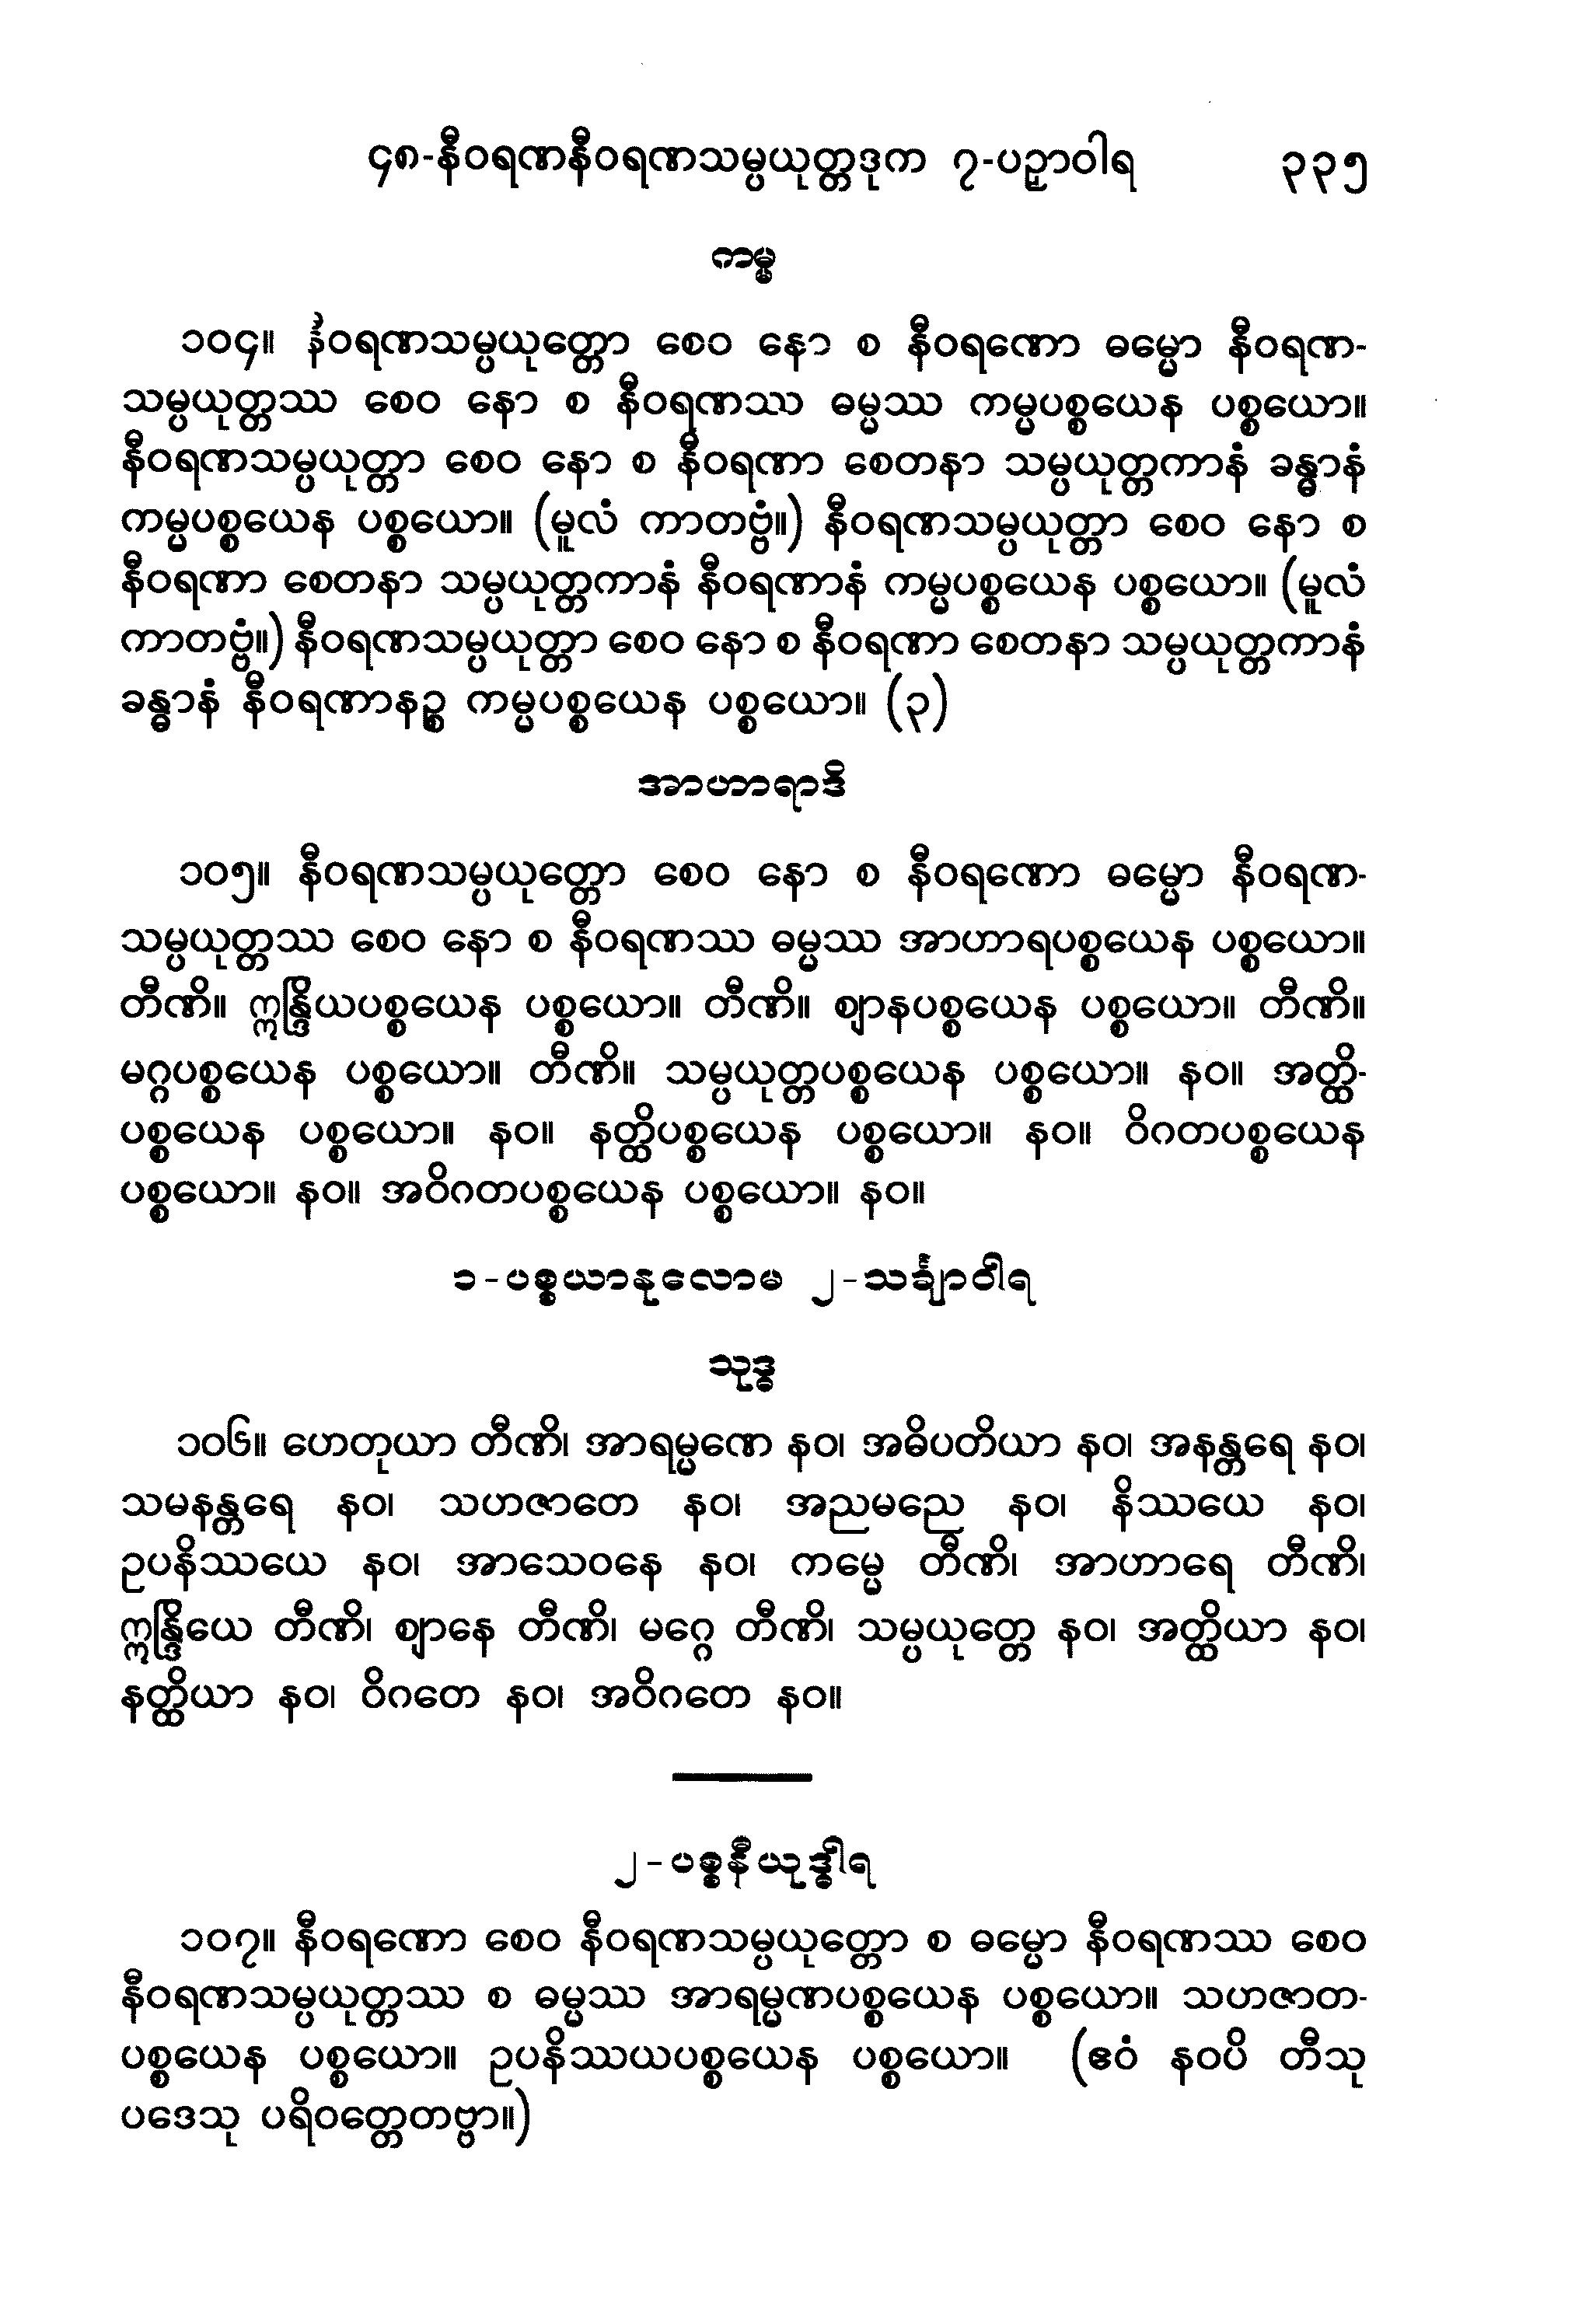 ၄၈-နီဝရဏနီဝရဏသမ္ပယုတ္တဒုက ၇-ပဉှာဝါရ ၃၃၅
ကမ္မ
၁၀၄။ နီဝရဏသမ္ပယုတ္တော စေဝ နော စ နီဝရဏော ဓမ္မော နီဝရဏ-
သမ္ပယုတ္တဿ စေဝ နော စ နီဝရဏဿ ဓမ္မဿ ကမ္မပစ္စယေန ပစ္စယော။
နီဝရဏသမ္ပယုတ္တာ စေဝ နော စ နီဝရဏာ စေတနာ သမ္ပယုတ္တကာနံ ခန္ဓာနံ
ကမ္မပစ္စယေန ပစ္စယော။ (မူလံ ကာတဗ္ဗံ။) နီဝရဏသမ္ပယုတ္တာ စေဝ နော စ
နီဝရဏာ စေတနာ သမ္ပယုတ္တကာနံ နီဝရဏာနံ ကမ္မပစ္စယေန ပစ္စယော။ (မူလံ
ကာတဗ္ဗံ။) နီဝရဏသမ္ပယုတ္တာ စေဝ နော စ နီဝရဏာ စေတနာ သမ္ပယုတ္တကာနံ
ခန္ဓာနံ နီဝရဏာနဉ္စ ကမ္မပစ္စယေန ပစ္စယော။ (၃)
အာဟာရာဒိ
၁၀၅။ နီဝရဏသမ္ပယုတ္တော စေဝ နော စ နီဝရဏော ဓမ္မော နီဝရဏ-
သမ္ပယုတ္တဿ စေဝ နော စ နီဝရဏဿ ဓမ္မဿ အာဟာရပစ္စယေန ပစ္စယော။
တီဏိ။ ဣန္ဒြိယပစ္စယေန ပစ္စယော။ တီဏိ။ ဈာနပစ္စယေန ပစ္စယော။ တီဏိ။
မဂ္ဂပစ္စယေန ပစ္စယော။ တီဏိ။ သမ္ပယုတ္တပစ္စယေန ပစ္စယော။ နဝ။ အတ္ထိ-
ပစ္စယေန ပစ္စယော။ နဝ။ နတ္ထိပစ္စယေန ပစ္စယော။ နဝ။ ဝိဂတပစ္စယေန
ပစ္စယော။ နဝ။ အဝိဂတပစ္စယေန ပစ္စယော။ နဝ။
၁-ပစ္စယာနုလောမ ၂-သင်္ချာဝါရ
သုဒ္ဓ
၁၀၆။ ဟေတုယာ တီဏိ၊ အာရမ္မဏေ နဝ၊ အဓိပတိယာ နဝ၊ အနန္တရေ နဝ၊
သမနန္တရေ နဝ၊ သဟဇာတေ နဝ၊ အညမညေ နဝ၊ နိဿယေ နဝ၊
ဥပနိဿယေ နဝ၊ အာသေဝနေ နဝ၊ ကမ္မေ တီဏိ၊ အာဟာရေ တီဏိ၊
ဣန္ဒြိယေ တီဏိ၊ ဈာနေ တီဏိ၊ မဂ္ဂေ တီဏိ၊ သမ္ပယုတ္တေ နဝ၊ အတ္ထိယာ နဝ၊
နတ္ထိယာ နဝ၊ ဝိဂတေ နဝ၊ အဝိဂတေ နဝ။
၂-ပစ္စနီယုဒ္ဓါရ
၁၀၇။ နီဝရဏော စေဝ နီဝရဏသမ္ပယုတ္တော စ ဓမ္မော နီဝရဏဿ စေဝ
နီဝရဏသမ္ပယုတ္တဿ စ ဓမ္မဿ အာရမ္မဏပစ္စယေန ပစ္စယော။ သဟဇာတ-
ပစ္စယေန ပစ္စယော။ ဥပနိဿယပစ္စယေန ပစ္စယော။ (ဧဝံ နဝပိ တီသု
ပဒေသု ပရိဝတ္တေတဗ္ဗာ။)